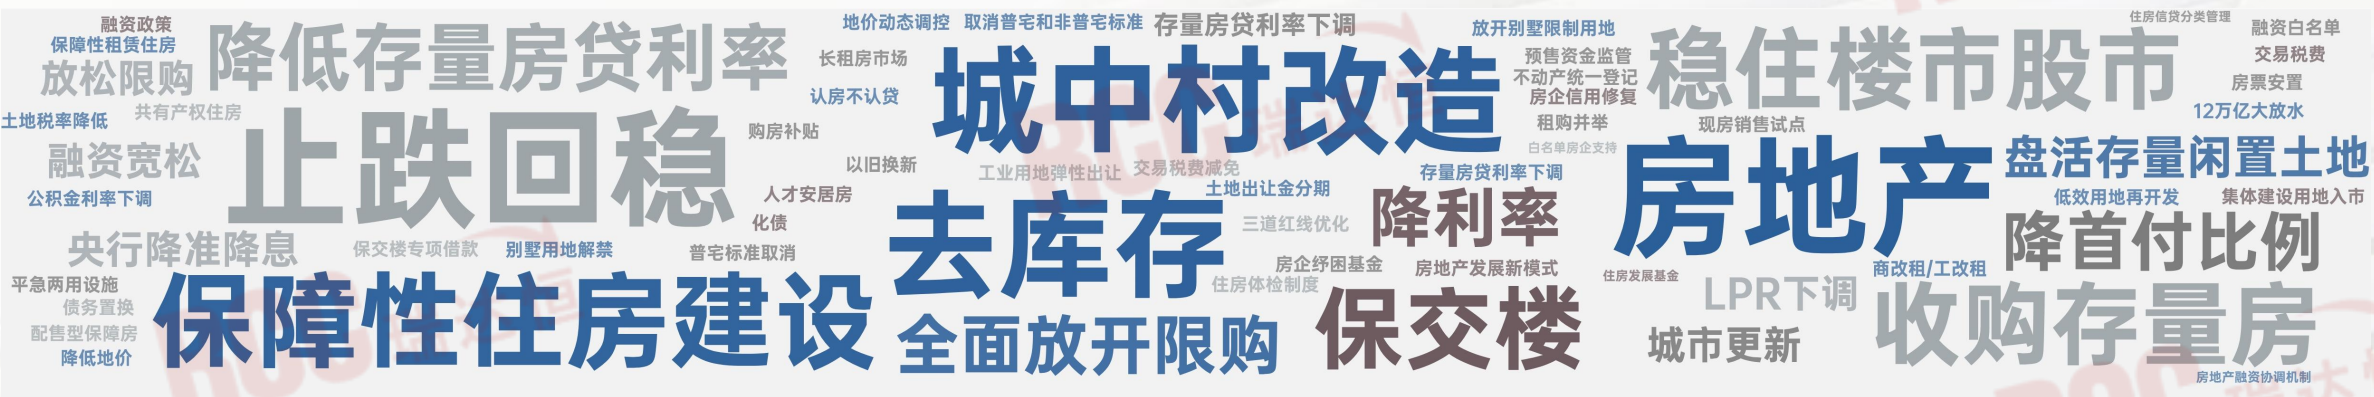 融资政策
保障性租赁住房
放松限购
降低存量房贷利率
土地税率降低
共有产权住房
融资宽松
止跌回稳
公积金利率下调
央行降准降息
保交楼专项借款
别墅用地解禁
平急两用设施
债务置换
配售型保障房
降低地价
保障性住房建设
地价动态调控
取消普宅和非普宅标准
存量房贷利率下调
长租房市场
认房不认贷
购房补贴
以旧换新
人才安居房
化债
普宅标准取消
城中村改造
工业用地弹性出让
交易税费减免
土地出让金分期
去库存
三道红线优化
房企纾困基金
住房体检制度
全面放开限购
放开别墅限制用地
预售资金监管
不动产统一登记
房企信用修复
租购并举
白名单房企支持
存量房贷利率下调
降利率
房地产发展新模式
保交楼
住房信贷分类管理
融资白名单
交易税费
房票安置
12万亿大放水
稳住楼市股市
现房销售试点
房地产
盘活存量闲置土地
低效用地再开发
集体建设用地入市
降首付比例
商改租/工改租
住房发展基金
LPR下调
城市更新
收购存量房
房地产融资协调机制
RCC瑞达恒
RCC瑞达恒
RCC瑞达恒